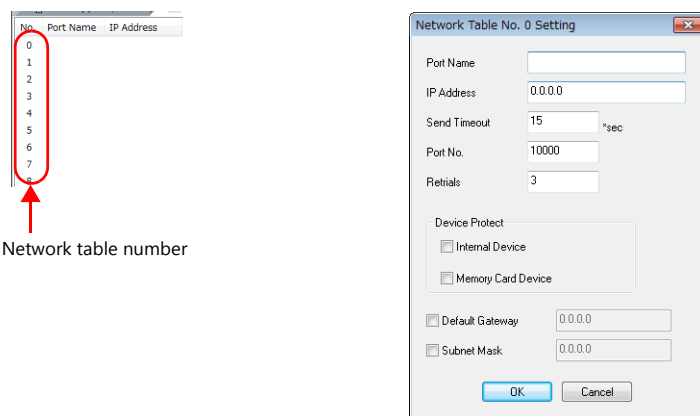 No. Port Name IP Address
0
1
2
3
4
5
6
7
8
Network table number
Network Table No. 0 Setting
Port Name
IP Address 0.0.0.0
Send Timeout 15 *sec
Port No. 10000
Retrials 3
Device Protect
Internal Device
Memory Card Device
Default Gateway 0.0.0.0
Subnet Mask 0.0.0.0
OK Cancel